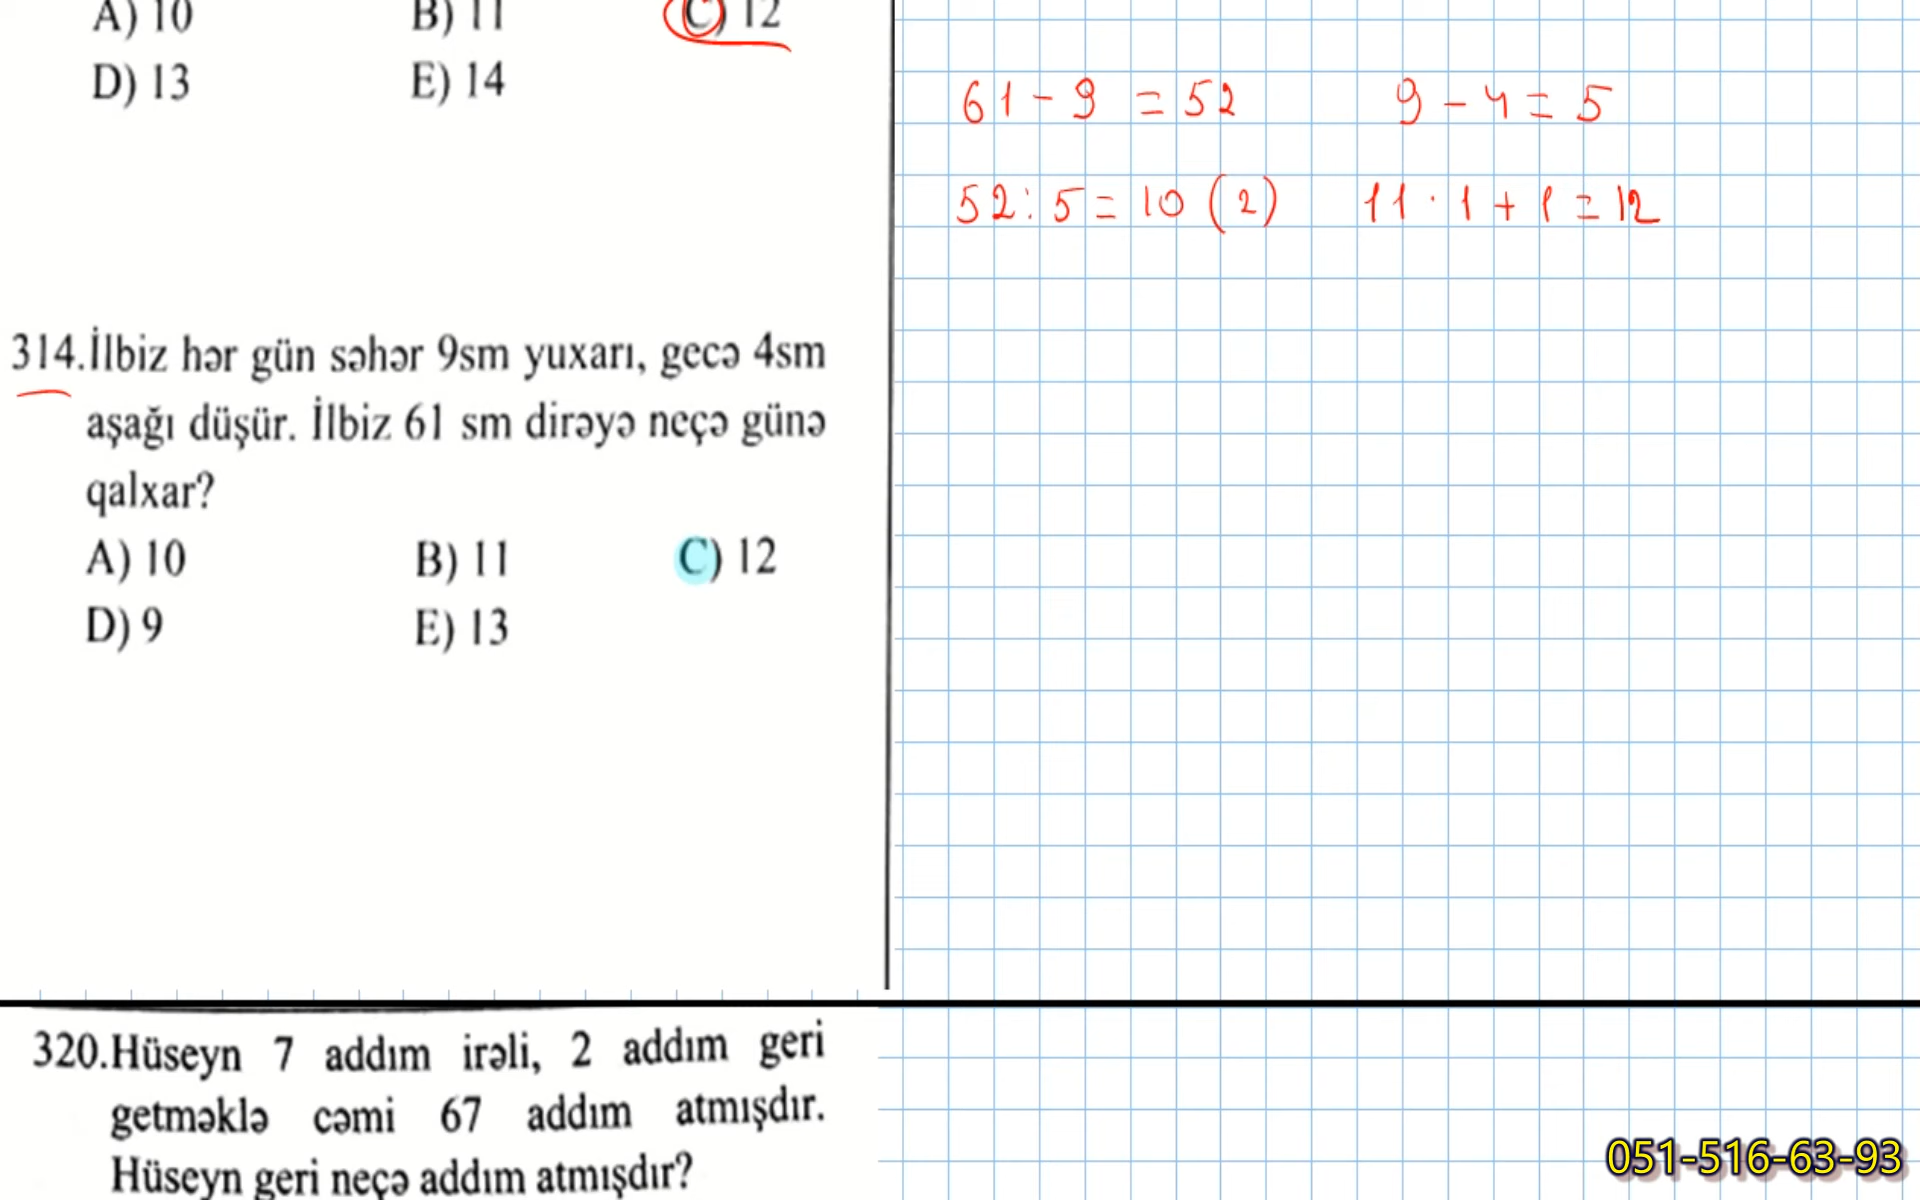 A) 10 B) 11 C) 12
D) 13 E) 14
61 - 9 = 52 9 - 4 = 5
52 : 5 = 10 (2) 11 · 1 + 1 = 12
314.İlbiz hər gün səhər 9sm yuxarı, gecə 4sm
aşağı düşür. İlbiz 61 sm dirəyə neçə günə
qalxar?
A) 10 B) 11 C) 12
D) 9 E) 13
320.Hüseyn 7 addım irəli, 2 addım geri
getməklə cəmi 67 addım atmışdır.
Hüseyn geri neçə addım atmışdır?
051-516-63-93